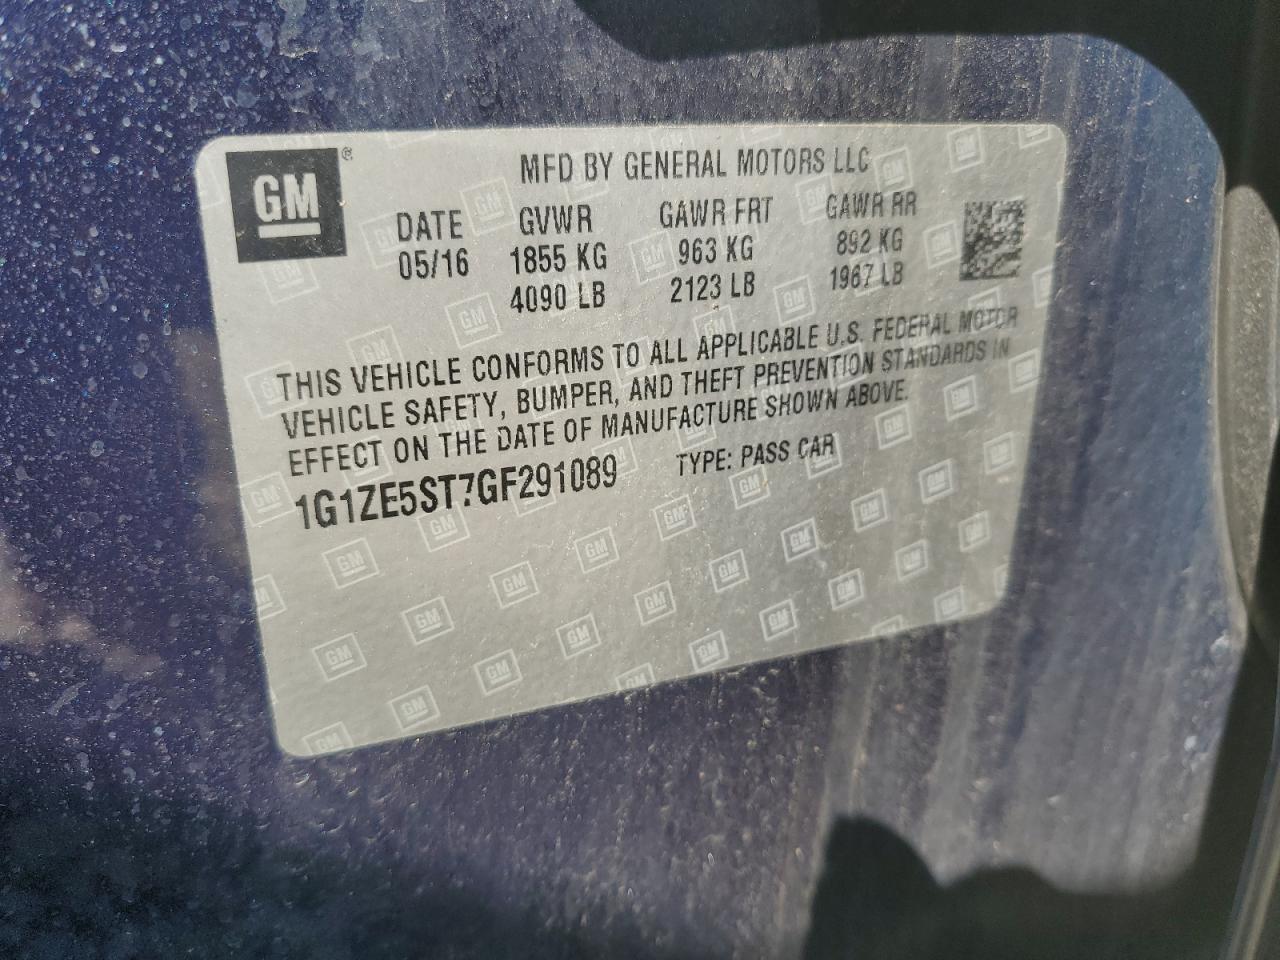 GM ®
MFD BY GENERAL MOTORS LLC
DATE GVWR GAWR FRT GAWR RR
05/16 1855 KG 963 KG 892 KG
4090 LB 2123 LB 1967 LB
THIS VEHICLE CONFORMS TO ALL APPLICABLE U.S. FEDERAL MOTOR
VEHICLE SAFETY, BUMPER, AND THEFT PREVENTION STANDARDS IN
EFFECT ON THE DATE OF MANUFACTURE SHOWN ABOVE.
1G1ZE5ST7GF291089 TYPE: PASS CAR